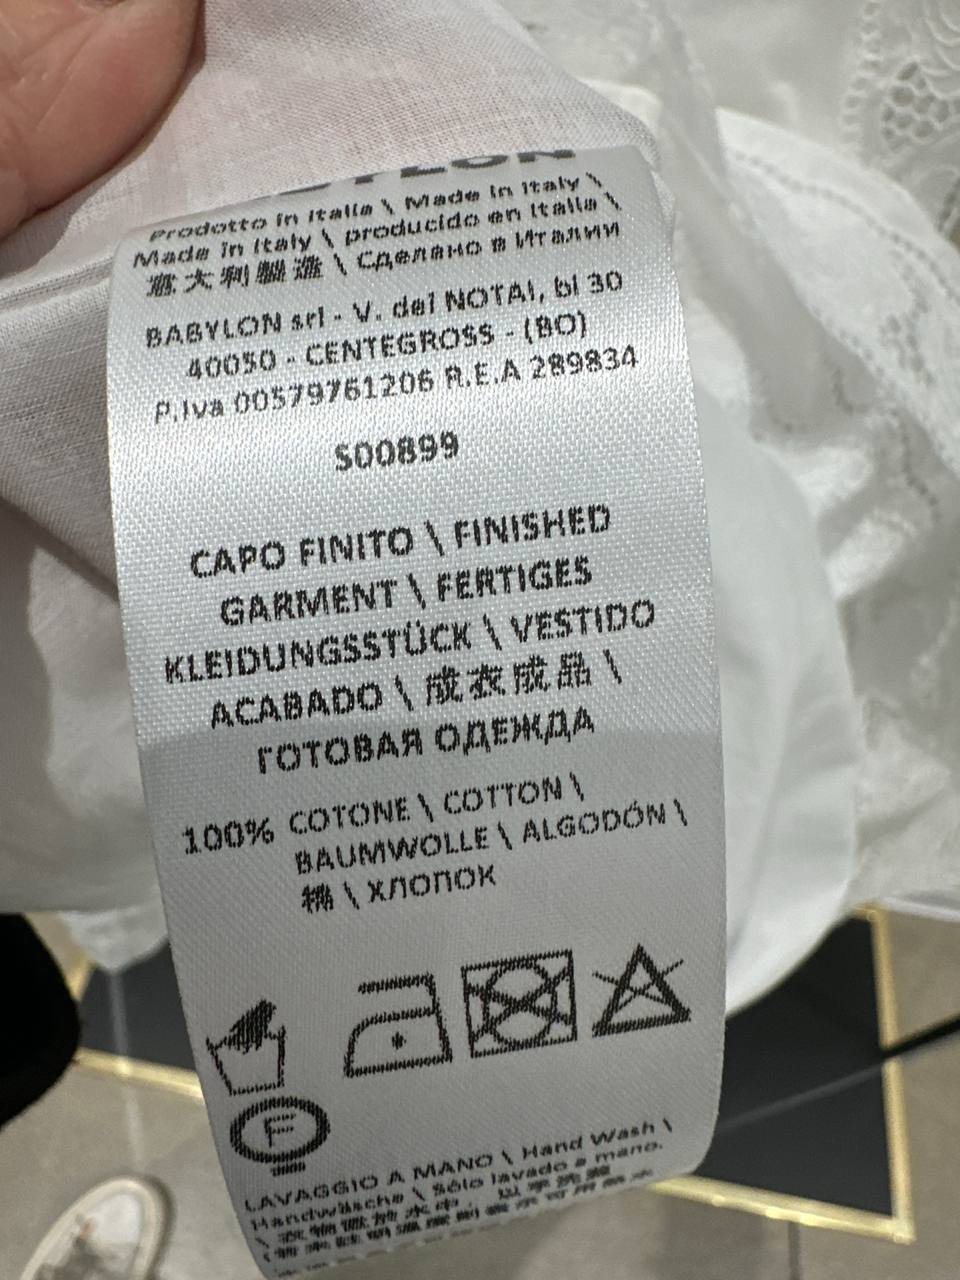 Prodotto in Italia \ Made in Italy \
Made in Italy \ producido en Italia \
意大利製造 \ Сделано в Италии
BABYLON srl - V. dei NOTAI, bl 30
40050 - CENTEGROSS - (BO)
P.Iva 00579761206 R.E.A 289834
S00899
CAPO FINITO \ FINISHED
GARMENT \ FERTIGES
KLEIDUNGSSTÜCK \ VESTIDO
ACABADO \ 成衣成品 \
ГОТОВАЯ ОДЕЖДА
100% COTONE \ COTTON \
BAUMWOLLE \ ALGODÓN \
棉 \ ХЛОПОК
F
LAVAGGIO A MANO \ Hand Wash \
Handwäsche \ Sólo lavado a mano.